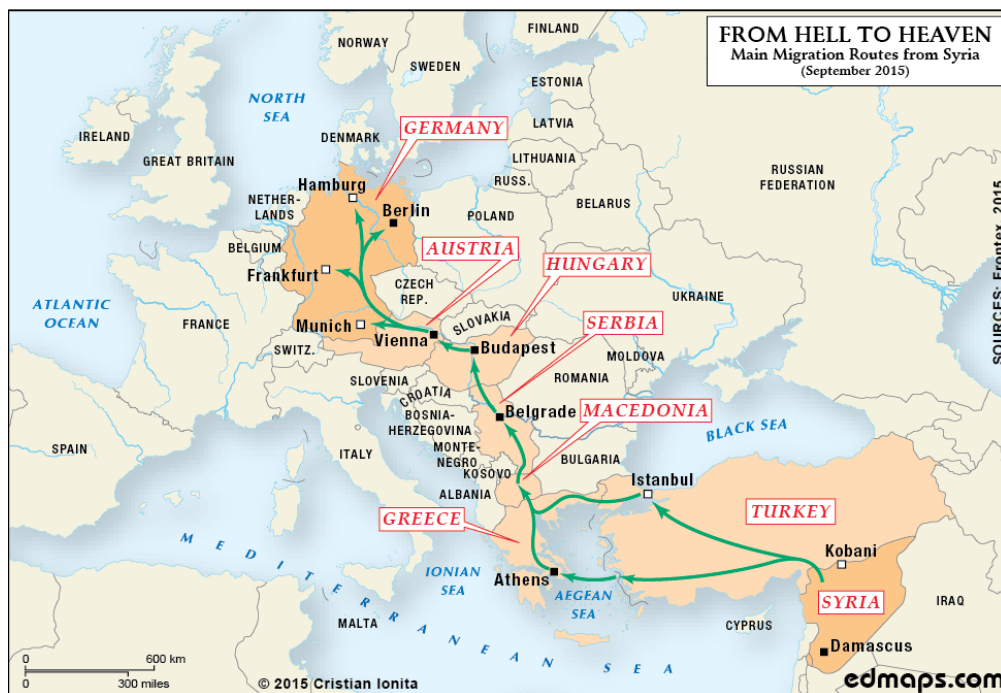 FROM HELL TO HEAVEN
Main Migration Routes from Syria
(September 2015)
NORWAY
FINLAND
SWEDEN
ESTONIA
NORTH
SEA
LATVIA
IRELAND
DENMARK
GERMANY
GREAT BRITAIN
LITHUANIA
RUSS.
RUSSIAN
FEDERATION
Hamburg
NETHER-
LANDS
Berlin
POLAND
BELARUS
BELGIUM
AUSTRIA
HUNGARY
Frankfurt
CZECH
REP.
UKRAINE
ATLANTIC
OCEAN
FRANCE
Munich
SLOVAKIA
SERBIA
Vienna
Budapest
SWITZ.
MOLDOVA
SLOVENIA
ROMANIA
CROATIA
Belgrade
MACEDONIA
BOSNIA-
HERZEGOVINA
BLACK SEA
SPAIN
ITALY
MONTE-
NEGRO
KOSOVO
BULGARIA
ALBANIA
Istanbul
GREECE
TURKEY
MEDITERRANEAN SEA
Kobani
IONIAN
SEA
Athens
AEGEAN
SEA
SYRIA
IRAQ
MALTA
CYPRUS
Damascus
0 600 km
0 300 miles
© 2015 Cristian Ionita
edmaps.com
SOURCES: Frontex, 2015